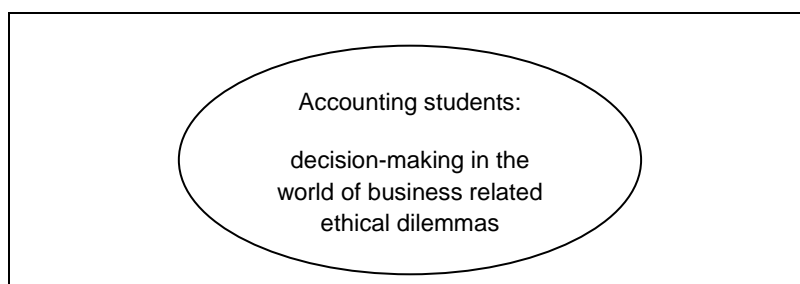 Accounting students:
decision-making in the
world of business related
ethical dilemmas